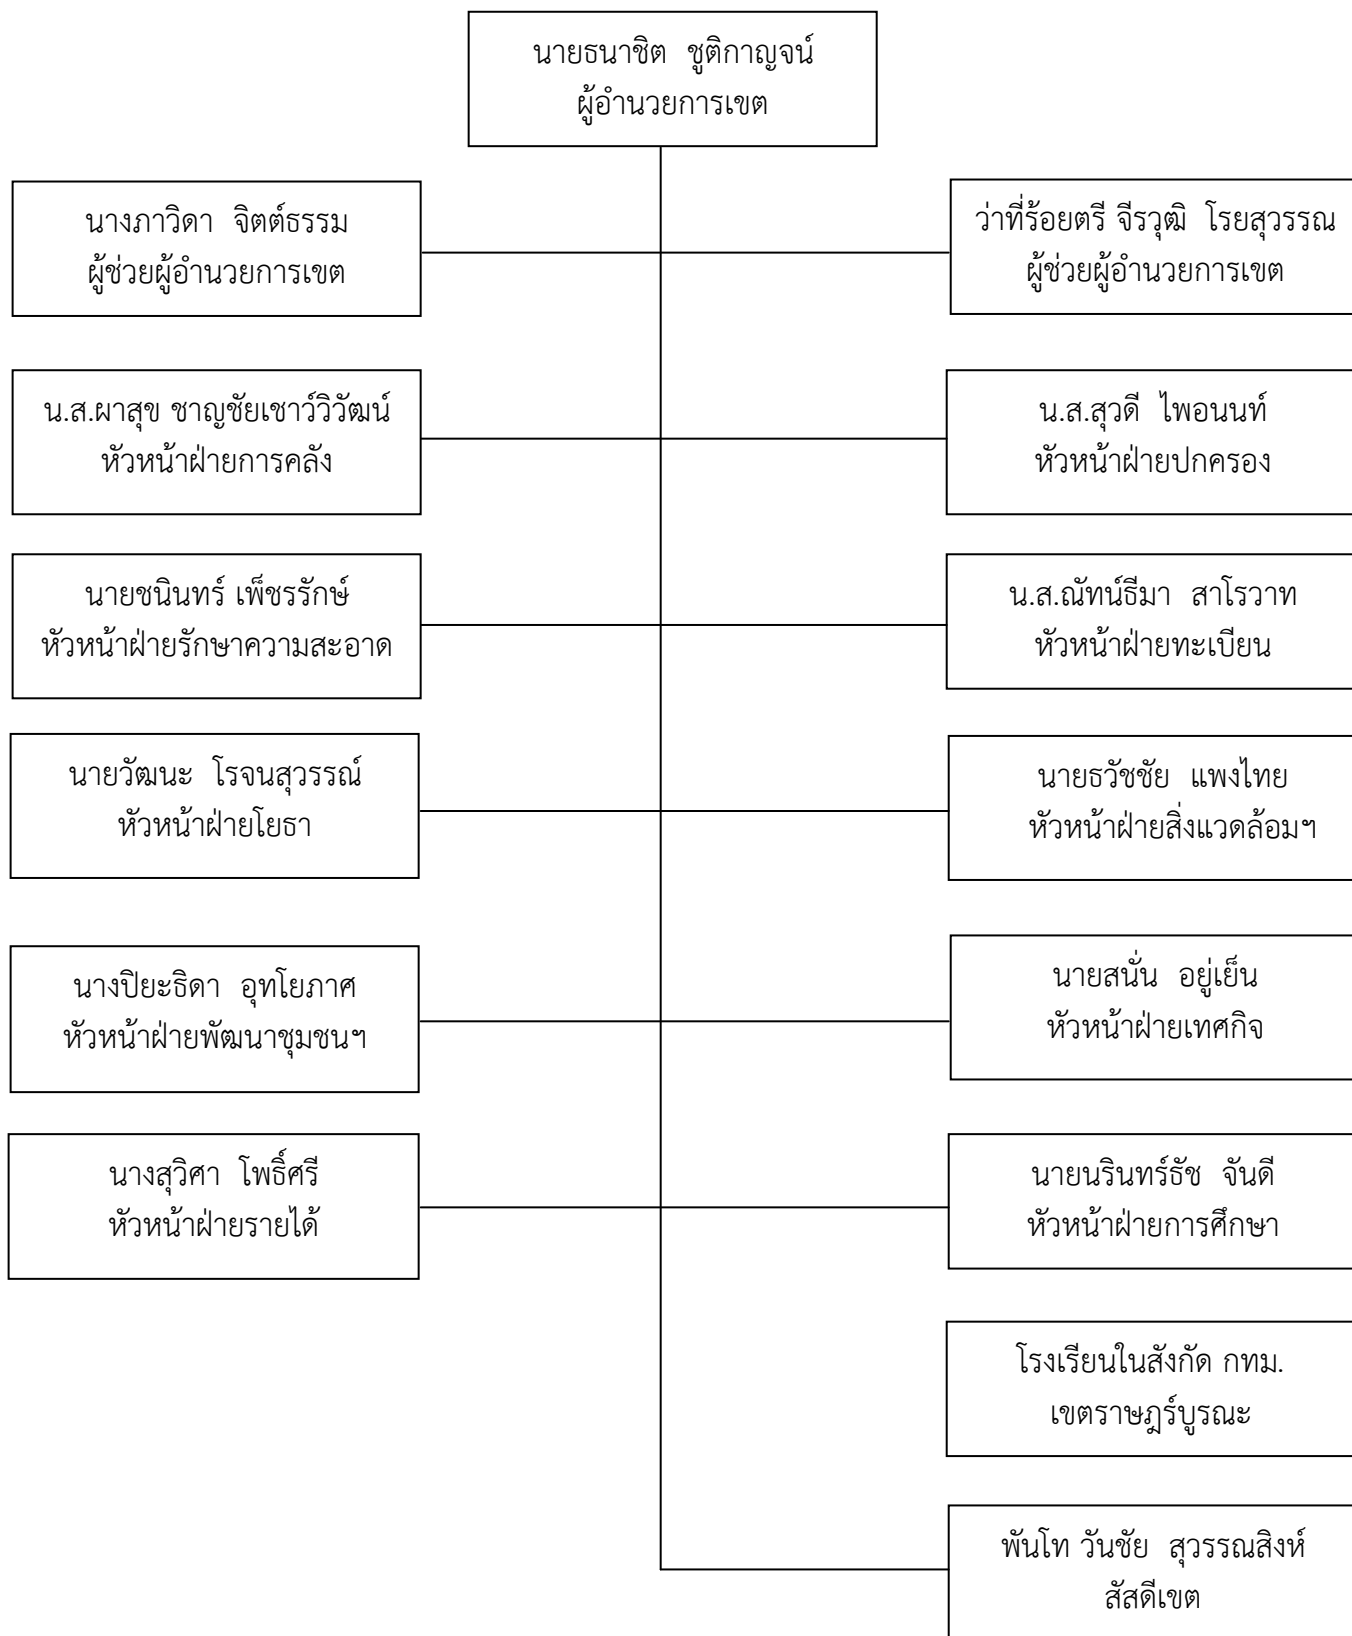 นายธนาชิต ชูติกาญจน์
ผู้อำนวยการเขต
นางภาวิดา จิตต์ธรรม
ผู้ช่วยผู้อำนวยการเขต
ว่าที่ร้อยตรี จีรวุฒิ โรยสุวรรณ
ผู้ช่วยผู้อำนวยการเขต
น.ส.ผาสุข ชาญชัยเชาว์วิวัฒน์
หัวหน้าฝ่ายการคลัง
น.ส.สุวดี ไพอนนท์
หัวหน้าฝ่ายปกครอง
นายชนินทร์ เพ็ชรรักษ์
หัวหน้าฝ่ายรักษาความสะอาด
น.ส.ณัทน์ธีมา สาโรวาท
หัวหน้าฝ่ายทะเบียน
นายวัฒนะ โรจนสุวรรณ์
หัวหน้าฝ่ายโยธา
นายธวัชชัย แพงไทย
หัวหน้าฝ่ายสิ่งแวดล้อมฯ
นางปิยะธิดา อุทโยภาศ
หัวหน้าฝ่ายพัฒนาชุมชนฯ
นายสนั่น อยู่เย็น
หัวหน้าฝ่ายเทศกิจ
นางสุวิศา โพธิ์ศรี
หัวหน้าฝ่ายรายได้
นายนรินทร์ธัช จันดี
หัวหน้าฝ่ายการศึกษา
โรงเรียนในสังกัด กทม.
เขตราษฎร์บูรณะ
พันโท วันชัย สุวรรณสิงห์
สัสดีเขต